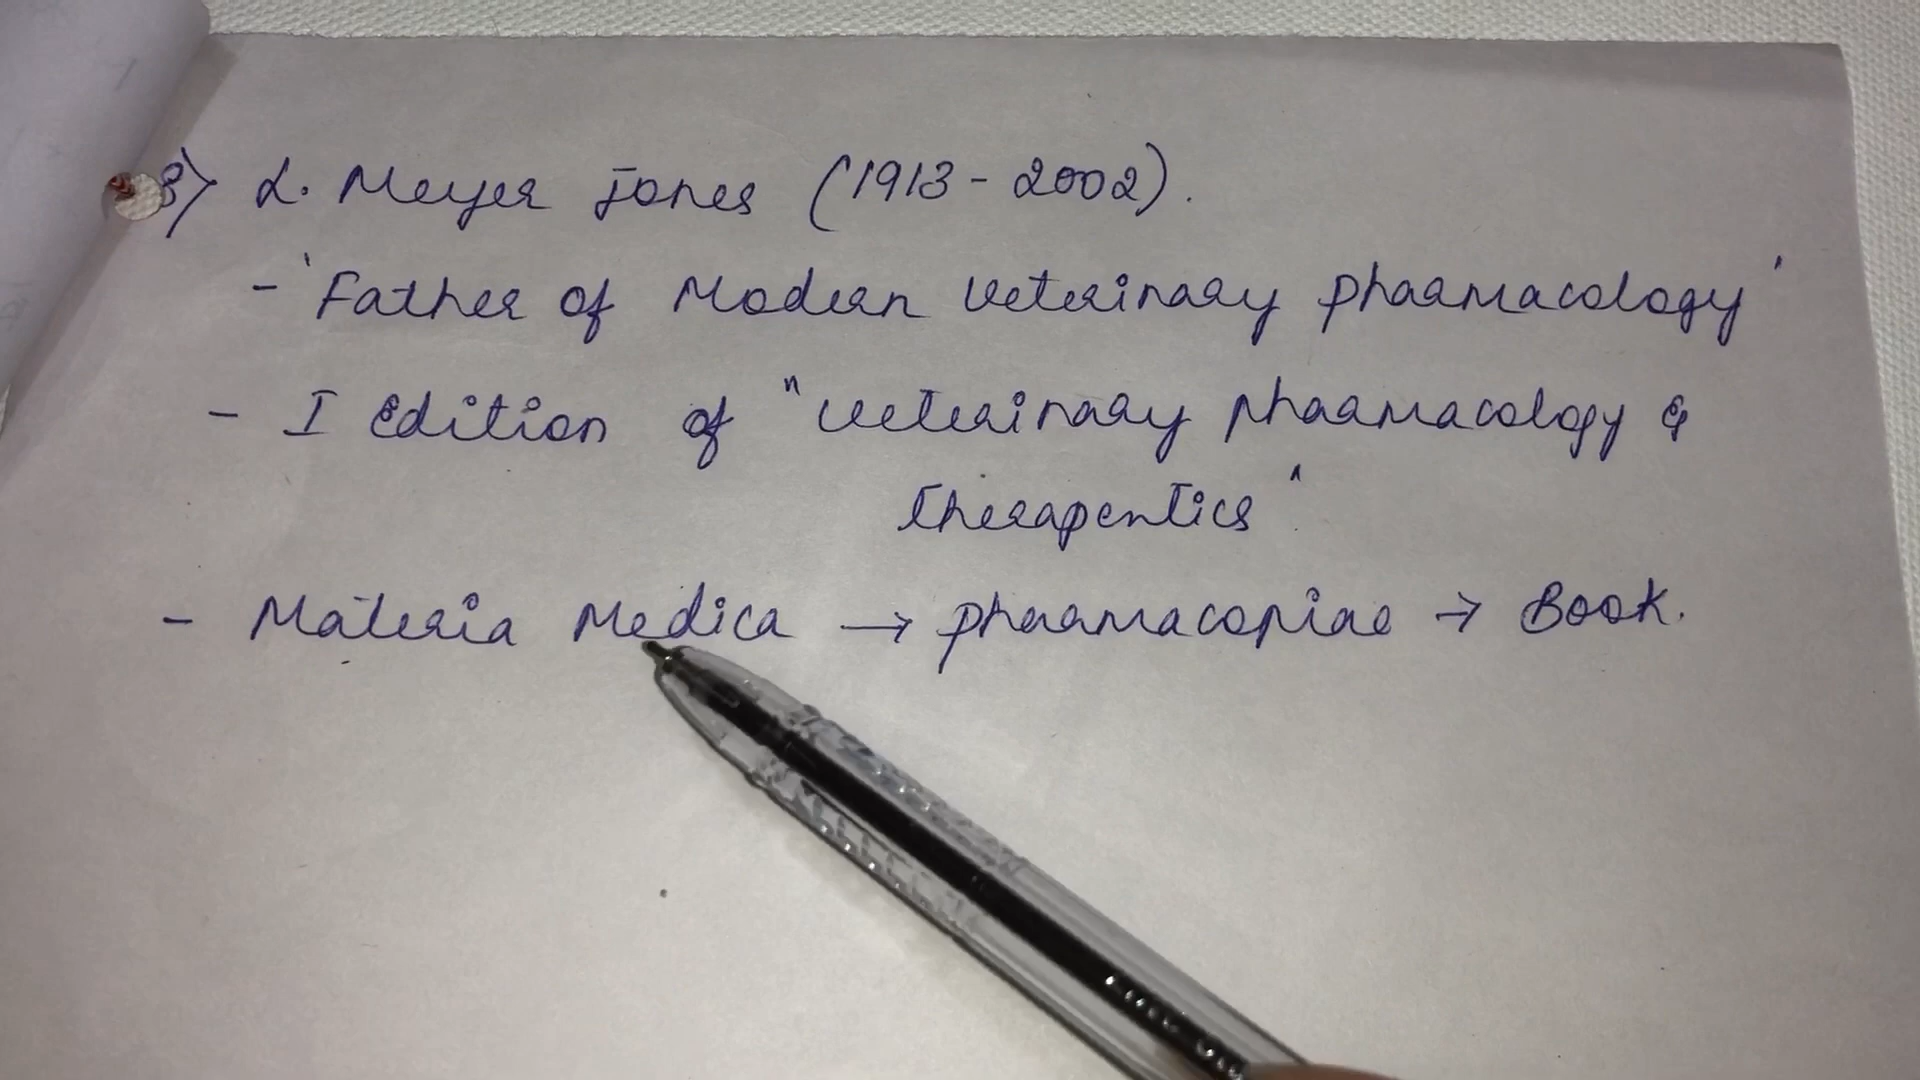 8) L. Meyer Jones (1913 - 2002).
- 'Father of Modern Veterinary pharmacology'
- I Edition of "Veterinary pharmacology &
therapeutics"
- Materia Medica → pharmacopiae → Book.